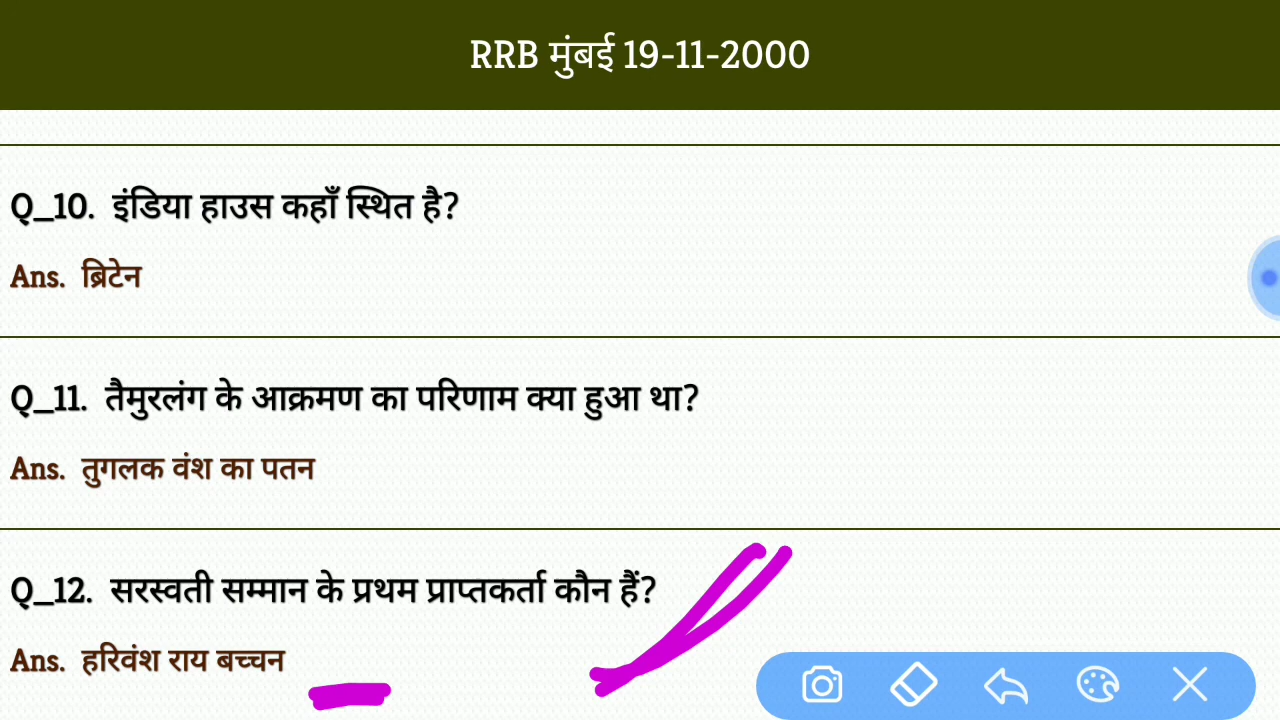 RRB मुंबई 19-11-2000
Q_10. इंडिया हाउस कहाँ स्थित है?
Ans. ब्रिटेन
Q_11. तैमुरलंग के आक्रमण का परिणाम क्या हुआ था?
Ans. तुगलक वंश का पतन
Q_12. सरस्वती सम्मान के प्रथम प्राप्तकर्ता कौन हैं?
Ans. हरिवंश राय बच्चन